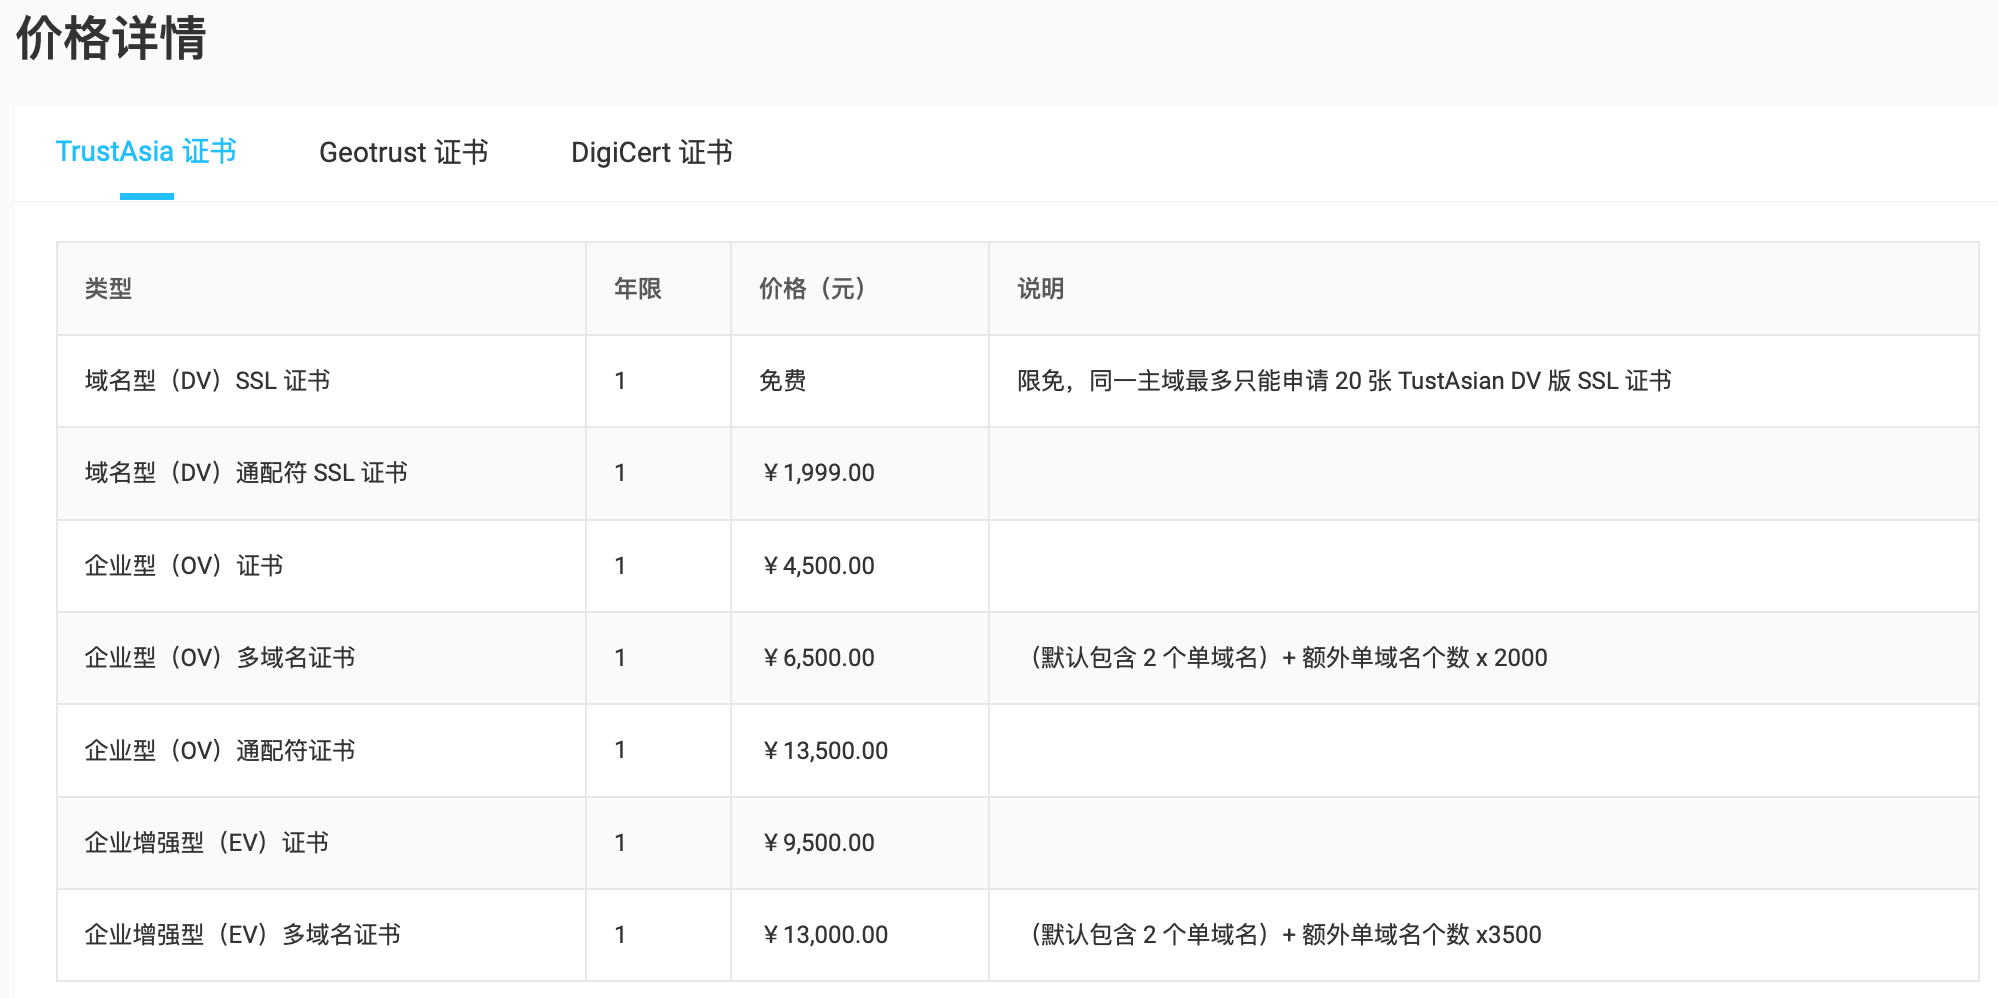 价格详情
TrustAsia 证书 Geotrust 证书 DigiCert 证书
类型 年限 价格（元） 说明
域名型（DV）SSL 证书 1 免费 限免，同一主域最多只能申请 20 张 TustAsian DV 版 SSL 证书
域名型（DV）通配符 SSL 证书 1 ￥1,999.00
企业型（OV）证书 1 ￥4,500.00
企业型（OV）多域名证书 1 ￥6,500.00 （默认包含 2 个单域名）+ 额外单域名个数 x 2000
企业型（OV）通配符证书 1 ￥13,500.00
企业增强型（EV）证书 1 ￥9,500.00
企业增强型（EV）多域名证书 1 ￥13,000.00 （默认包含 2 个单域名）+ 额外单域名个数 x3500